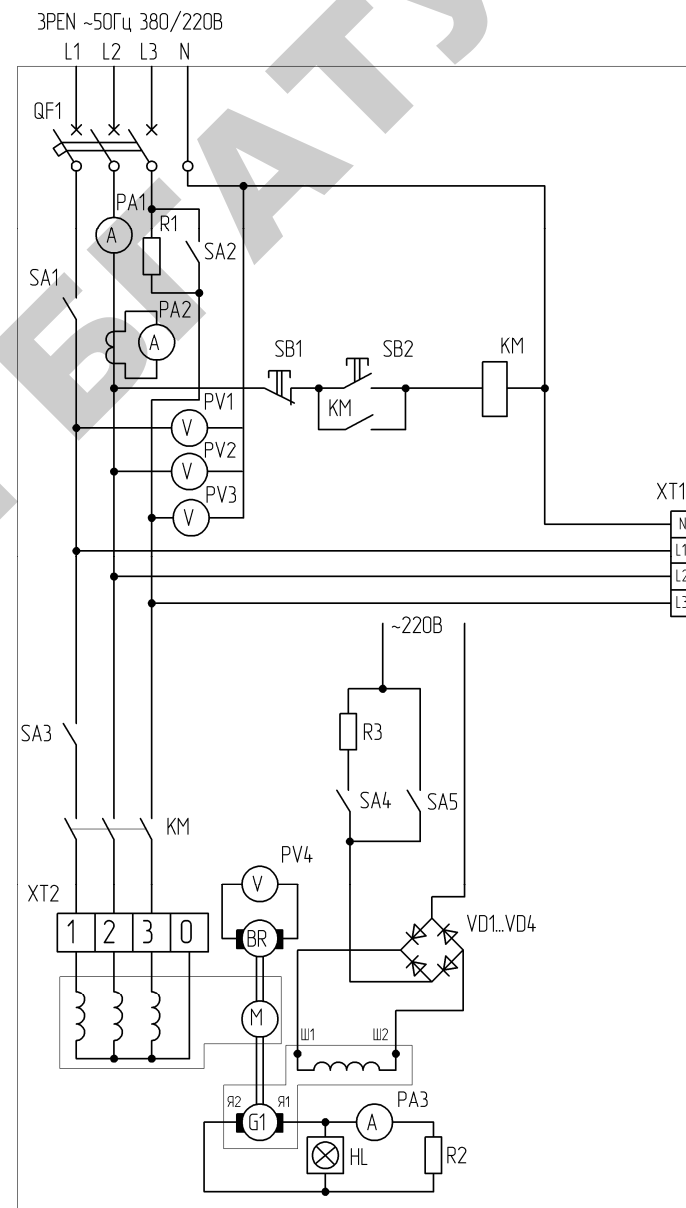 3PEN ~50Гц 380/220В
L1 L2 L3 N
QF1
PA1
A
R1
SA2
SA1
PA2
A
SB1 SB2 KM
KM
PV1
V
PV2
V
PV3
V
XT1
N
L1
L2
L3
~220В
SA3
R3
SA4 SA5
KM
PV4
V
XT2
1 2 3 0
BR
VD1...VD4
M
Ш1 Ш2
Я2 Я1
G1
PA3
A
HL
R2
БГАТУ